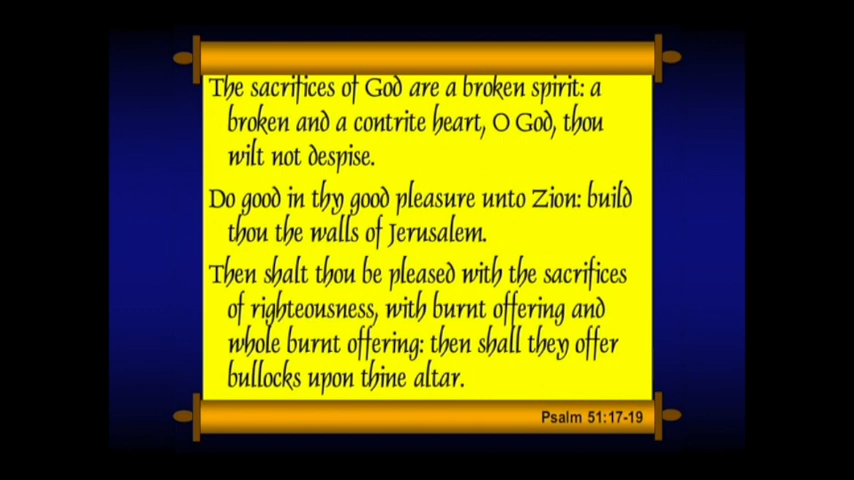 The sacrifices of God are a broken spirit: a
broken and a contrite heart, O God, thou
wilt not despise.
Do good in thy good pleasure unto Zion: build
thou the walls of Jerusalem.
Then shalt thou be pleased with the sacrifices
of righteousness, with burnt offering and
whole burnt offering: then shall they offer
bullocks upon thine altar.
Psalm 51:17-19